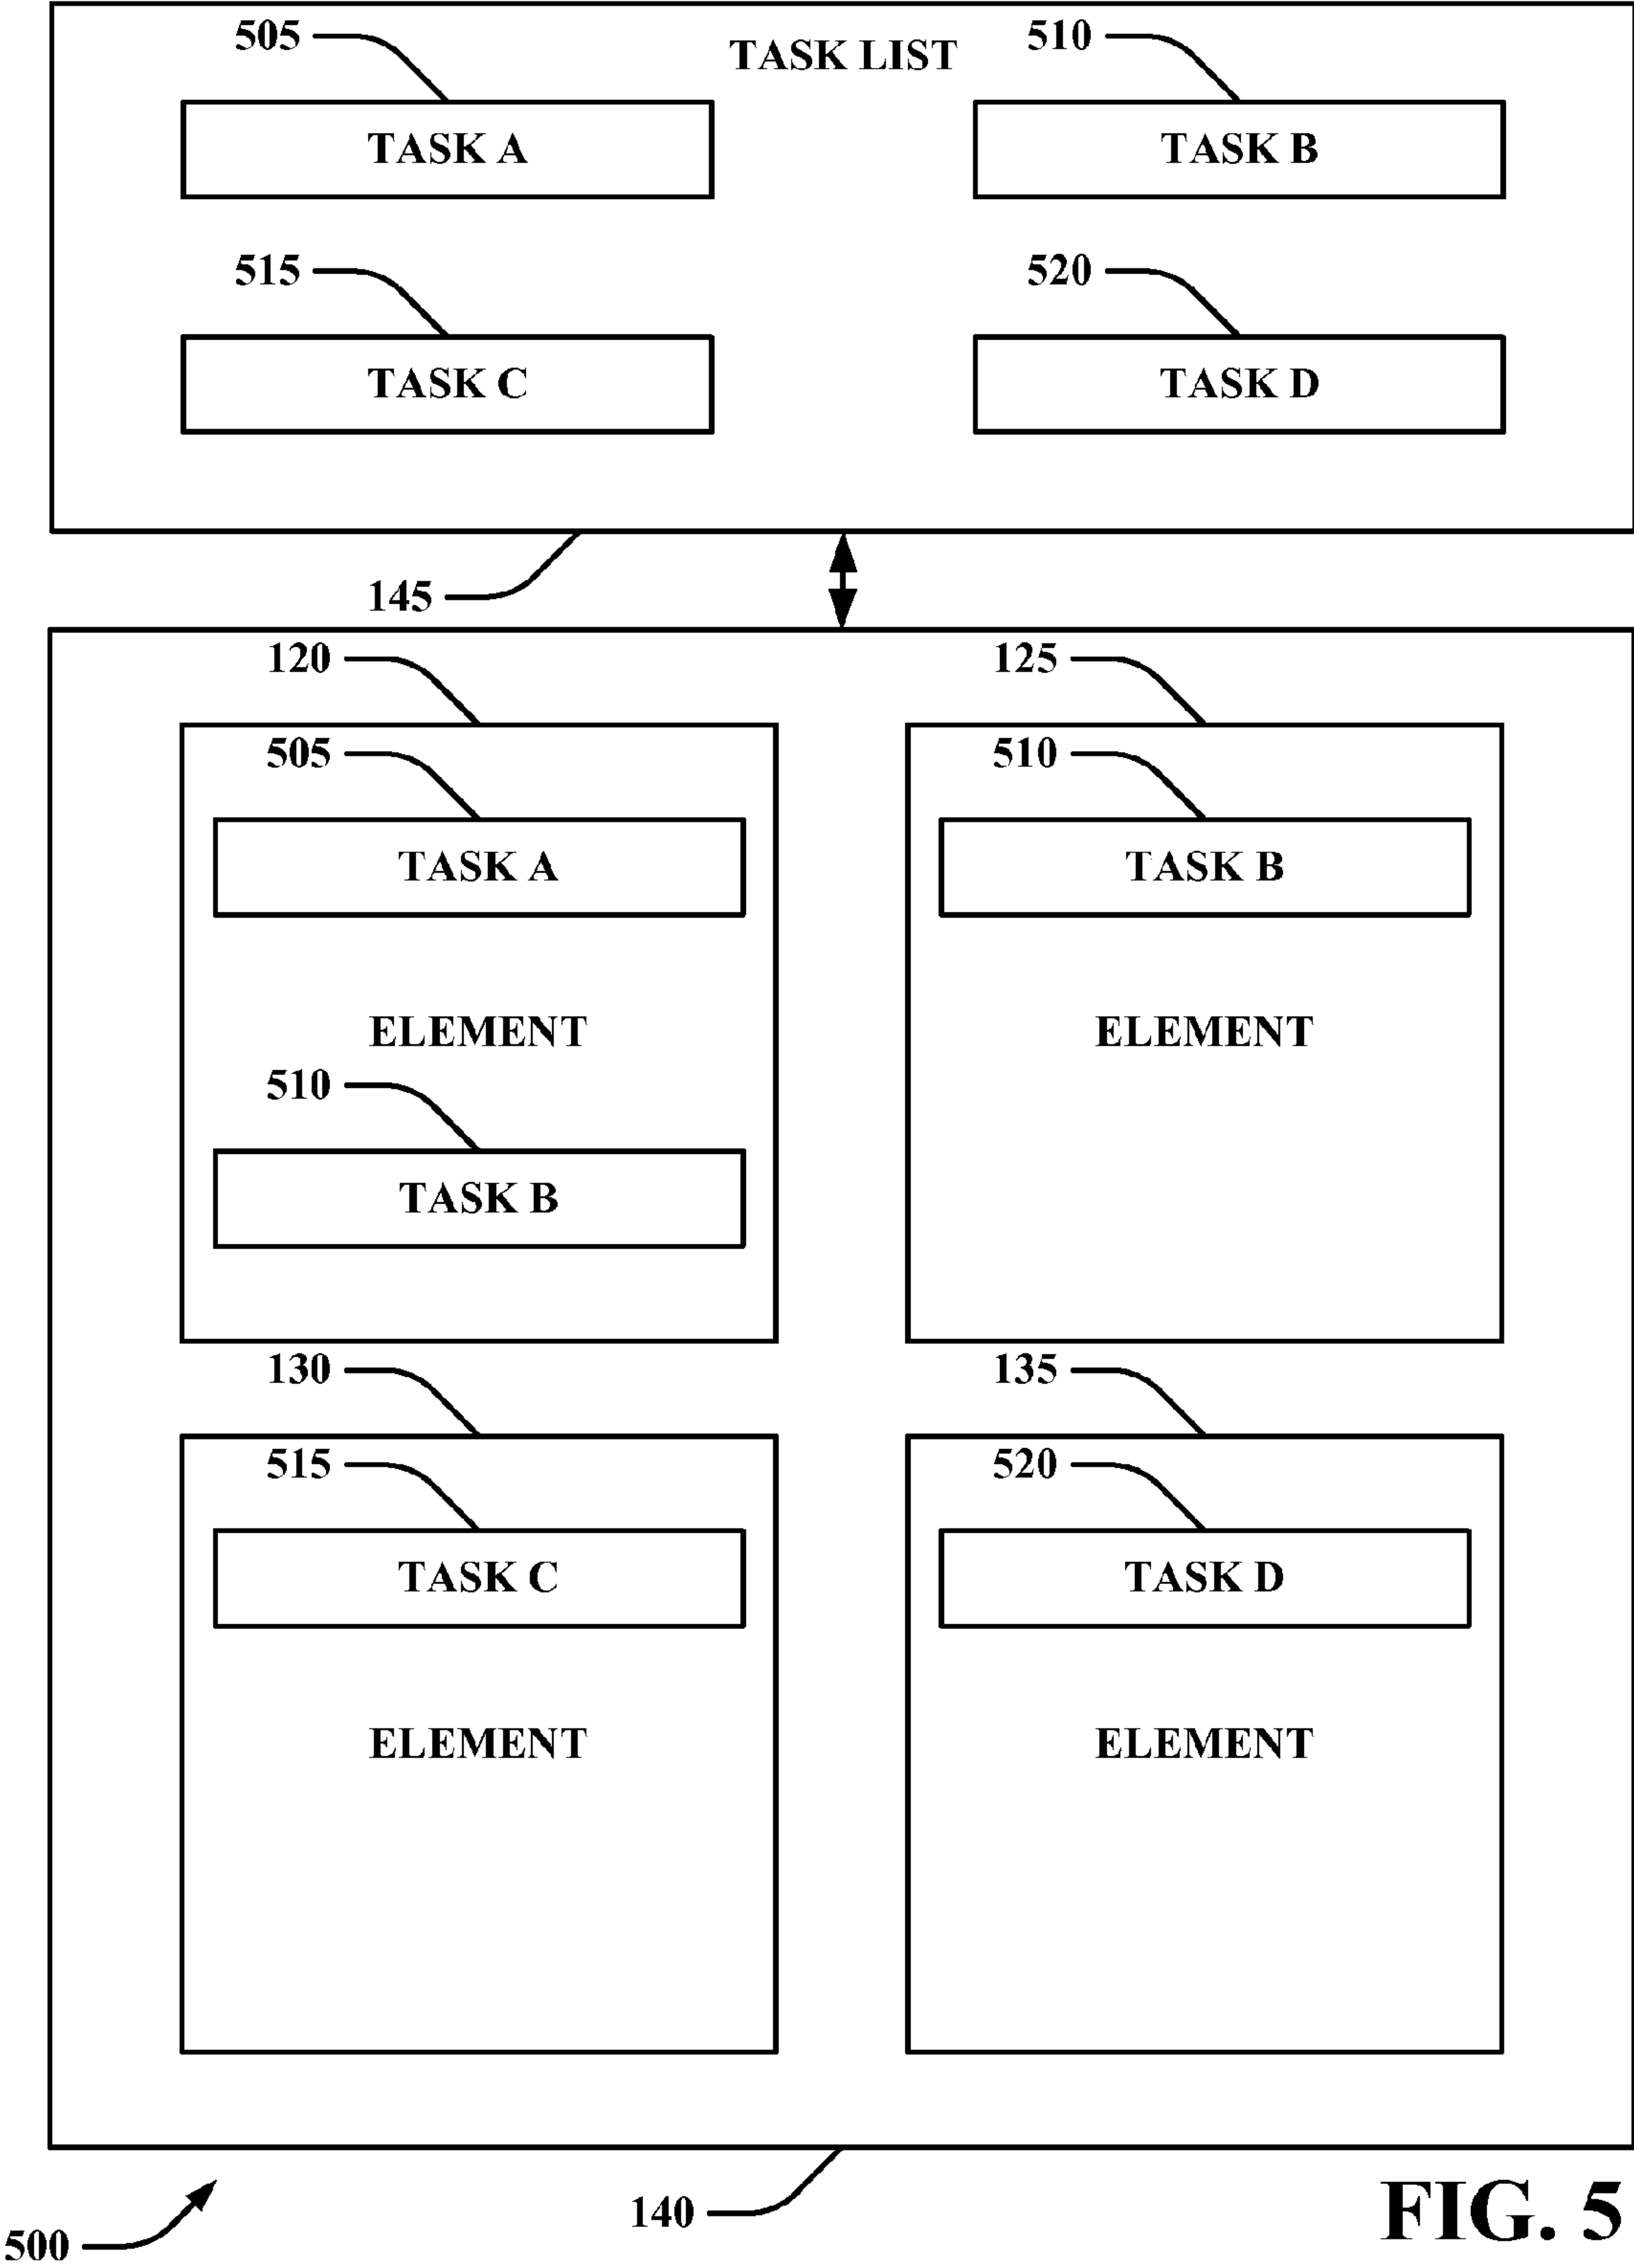 505
TASK LIST
510
TASK A
TASK B
515
520
TASK C
TASK D
145
120
125
505
510
TASK A
TASK B
ELEMENT
ELEMENT
510
TASK B
130
135
515
520
TASK C
TASK D
ELEMENT
ELEMENT
140
FIG. 5
500